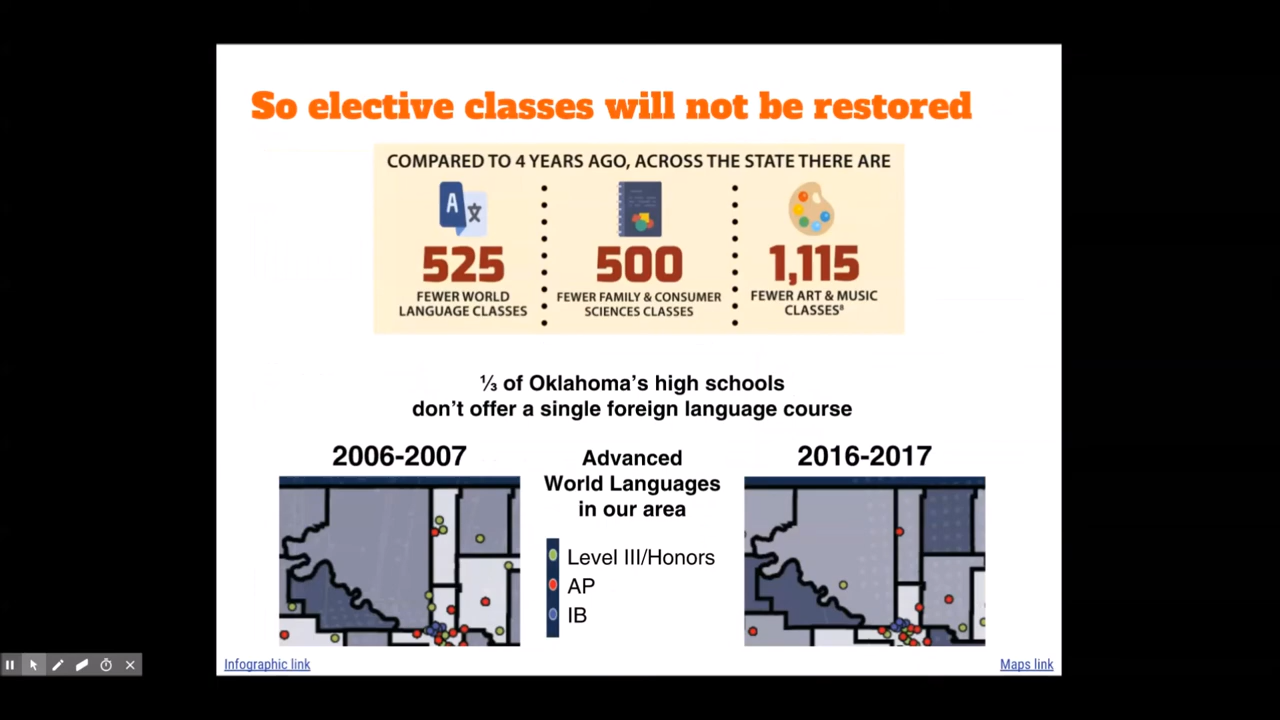 So elective classes will not be restored
COMPARED TO 4 YEARS AGO, ACROSS THE STATE THERE ARE
A 文
525
FEWER WORLD
LANGUAGE CLASSES
500
FEWER FAMILY & CONSUMER
SCIENCES CLASSES
1,115
FEWER ART & MUSIC
CLASSES⁸
⅓ of Oklahoma's high schools
don't offer a single foreign language course
2006-2007
Advanced
World Languages
in our area
Level III/Honors
AP
IB
2016-2017
Infographic link
Maps link